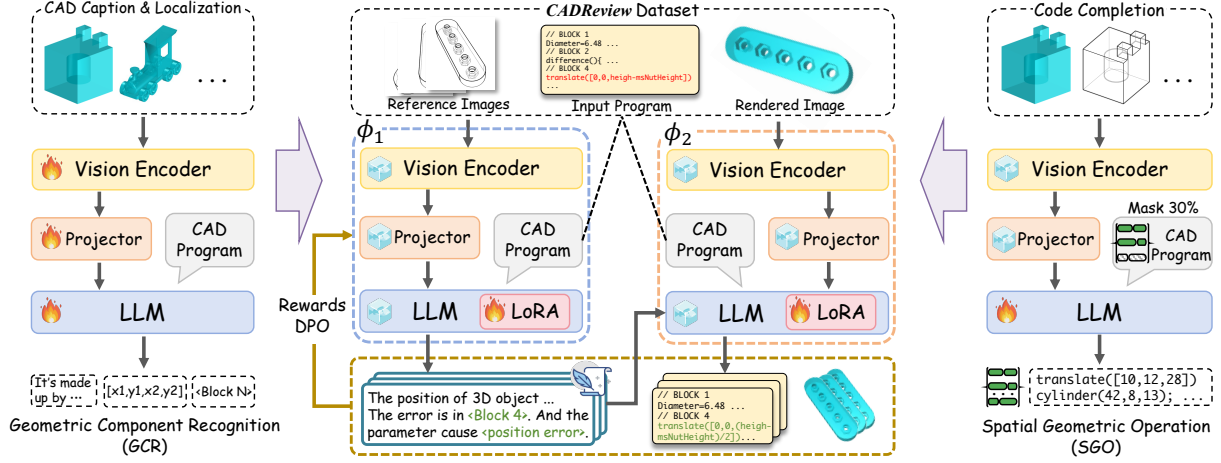 CAD Caption & Localization
...
Vision Encoder
Projector
CAD
Program
LLM
It's made
up by ...
[x1,y1,x2,y2]
<Block N>
Geometric Component Recognition
(GCR)
CADReview Dataset
// BLOCK 1
Diameter=6.48 ...
// BLOCK 2
difference(){ ...
// BLOCK 4
translate([0,0,heigh-msNutHeight])
...
Reference Images
Input Program
Rendered Image
ϕ1
Vision Encoder
Projector
CAD
Program
LLM
LoRA
Rewards
DPO
ϕ2
Vision Encoder
CAD
Program
Projector
LLM
LoRA
The position of 3D object ...
The error is in <Block 4>. And the
parameter cause <position error>.
// BLOCK 1
Diameter=6.48 ...
// BLOCK 4
translate([0,0,(heigh-
msNutHeight)/2])...
Code Completion
...
Vision Encoder
Mask 30%
Projector
CAD
Program
LLM
translate([10,12,28])
cylinder(42,8,13); ...
Spatial Geometric Operation
(SGO)